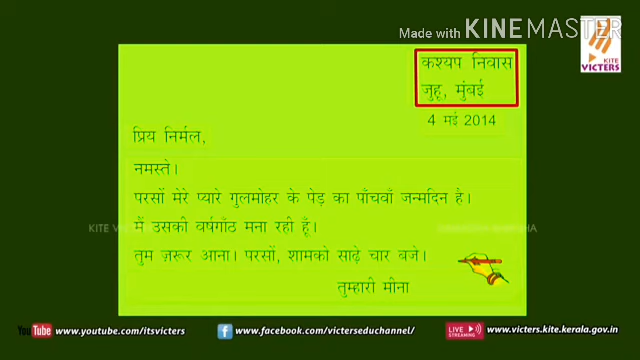 Made with KINEMASTER
KITE
VICTERS
कश्यप निवास
जुहू, मुंबई
4 मई 2014
प्रिय निर्मल,
नमस्ते।
परसों मेरे प्यारे गुलमोहर के पेड़ का पाँचवाँ जन्मदिन है।
मैं उसकी वर्षगाँठ मना रही हूँ।
तुम ज़रूर आना। परसों, शामको साढ़े चार बजे।
तुम्हारी मीना
YouTube www.youtube.com/itsvicters
www.facebook.com/victerseduchannel/
LIVE STREAMING www.victers.kite.kerala.gov.in